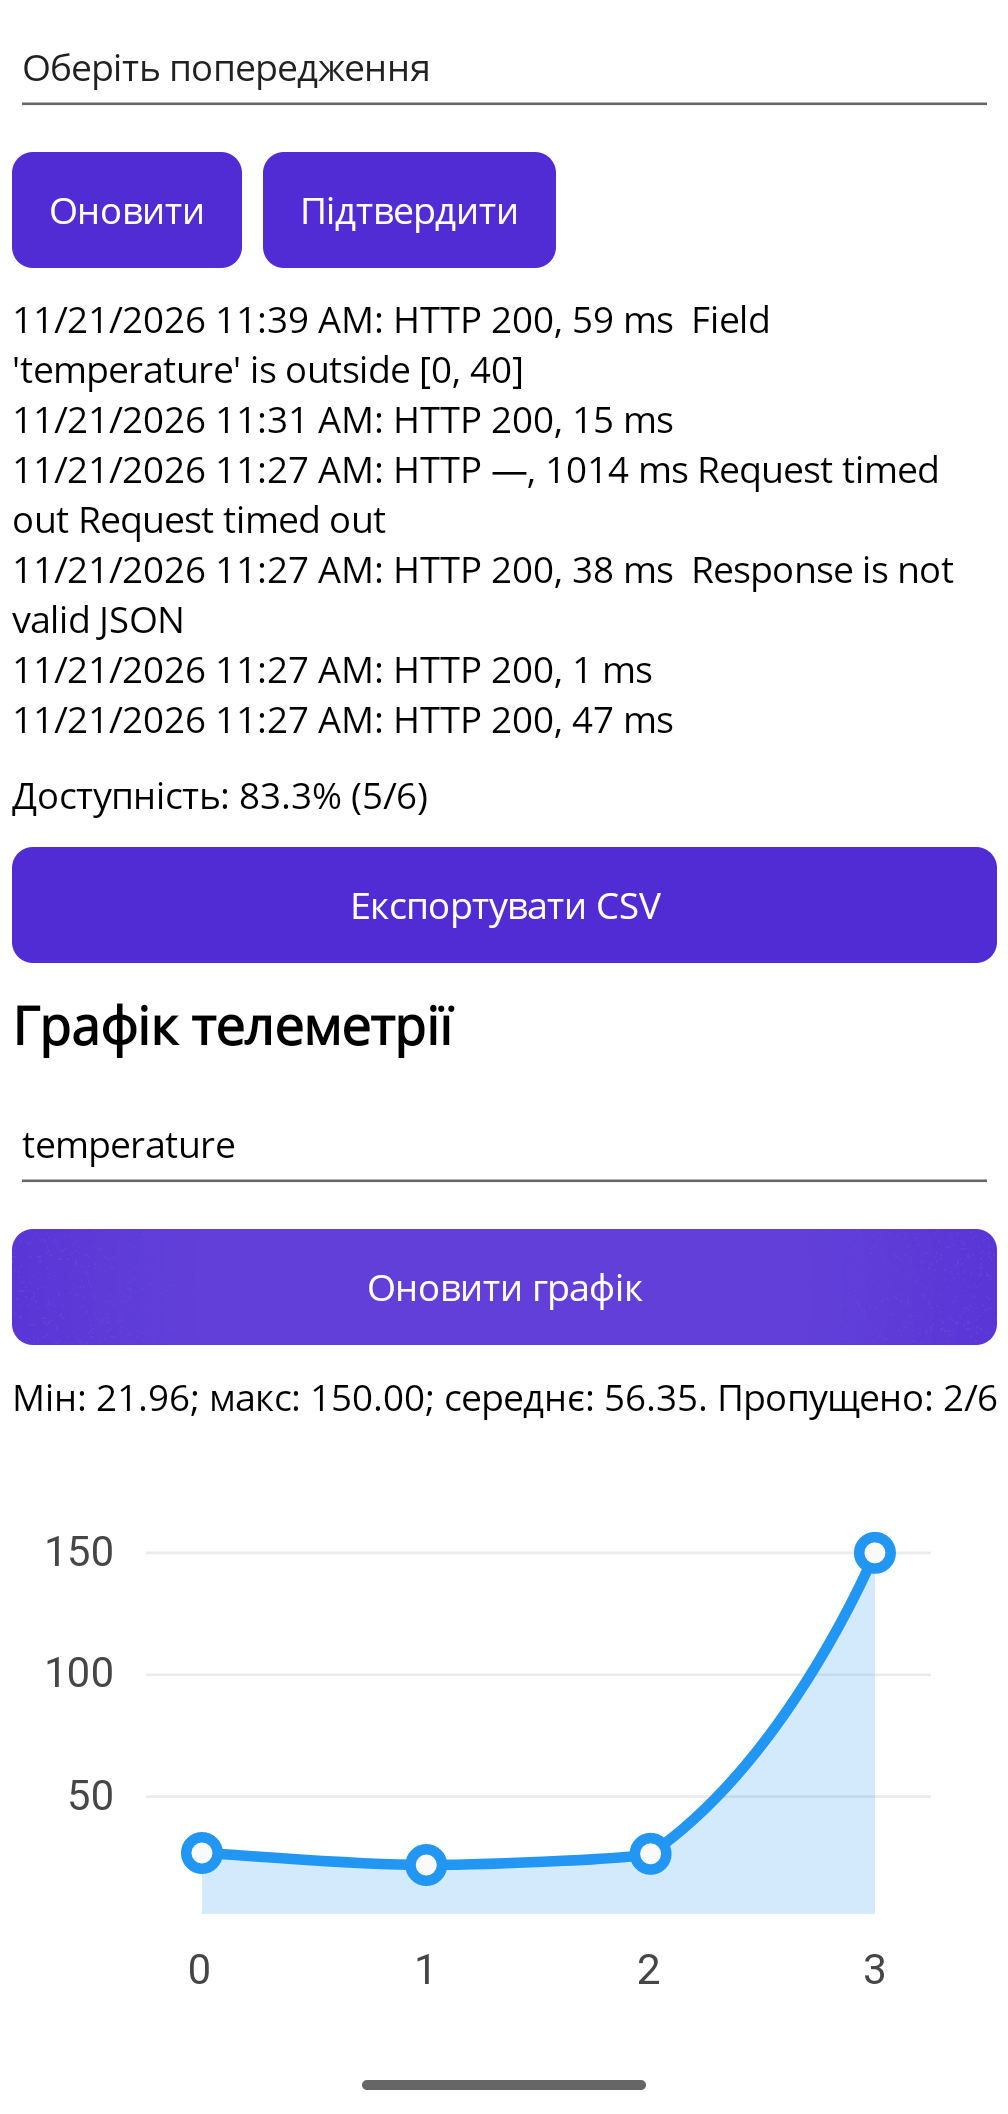 Оберіть попередження
Оновити
Підтвердити
11/21/2026 11:39 AM: HTTP 200, 59 ms  Field
'temperature' is outside [0, 40]
11/21/2026 11:31 AM: HTTP 200, 15 ms
11/21/2026 11:27 AM: HTTP —, 1014 ms Request timed
out Request timed out
11/21/2026 11:27 AM: HTTP 200, 38 ms  Response is not
valid JSON
11/21/2026 11:27 AM: HTTP 200, 1 ms
11/21/2026 11:27 AM: HTTP 200, 47 ms
Доступність: 83.3% (5/6)
Експортувати CSV
Графік телеметрії
temperature
Оновити графік
Мін: 21.96; макс: 150.00; середнє: 56.35. Пропущено: 2/6
150
100
50
0 1 2 3